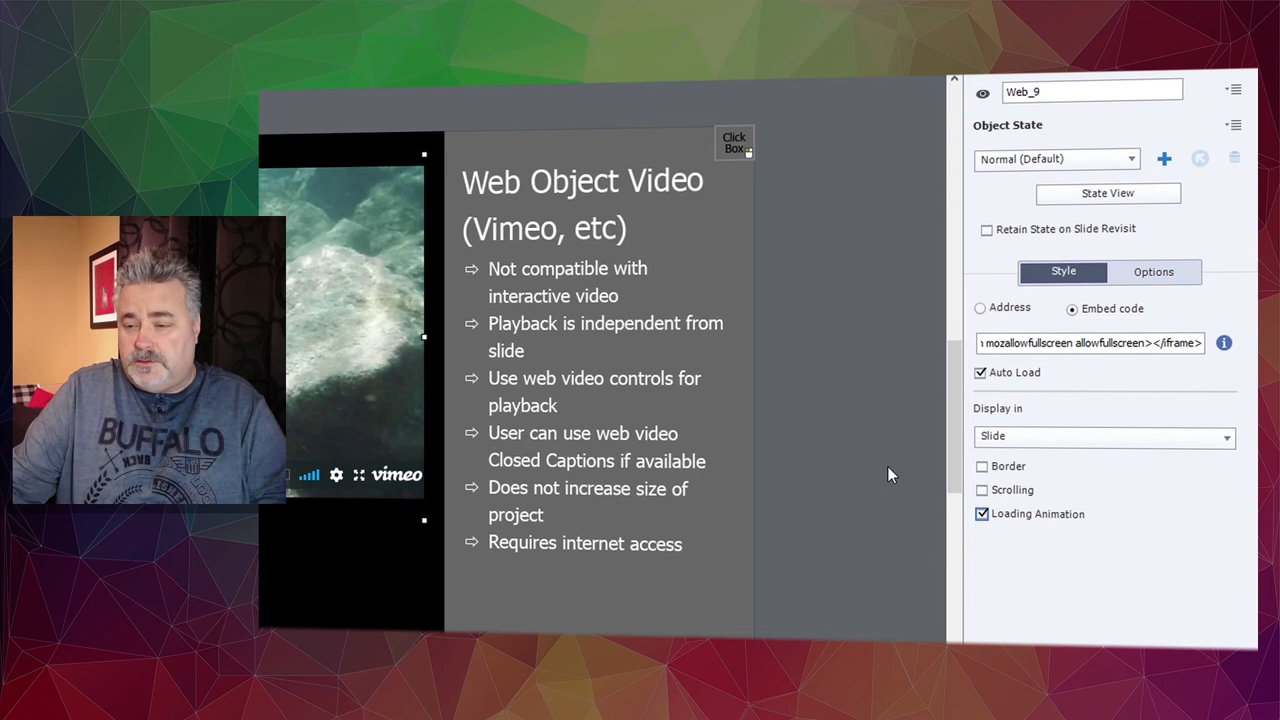 Web_9
Object State
Normal (Default)
State View
Retain State on Slide Revisit
Style
Options
Address
Embed code
mozallowfullscreen allowfullscreen></iframe>
Auto Load
Display in
Slide
Border
Scrolling
Loading Animation
Click
Box
Web Object Video
(Vimeo, etc)
⇨ Not compatible with
interactive video
⇨ Playback is independent from
slide
⇨ Use web video controls for
playback
⇨ User can use web video
Closed Captions if available
⇨ Does not increase size of
project
⇨ Requires internet access
vimeo
BUFFALO